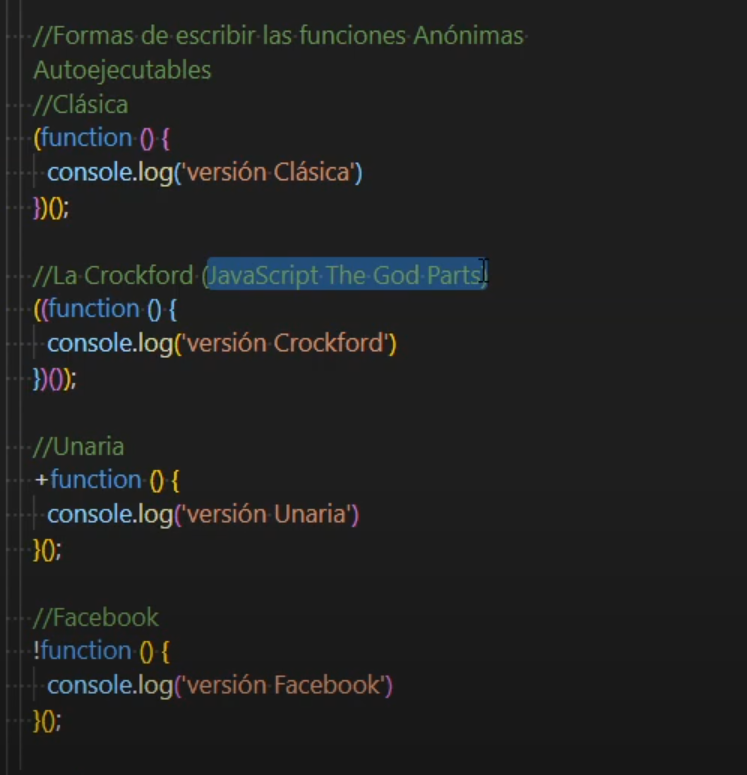 //Formas de escribir las funciones Anónimas
Autoejecutables
//Clásica
(function () {
console.log('versión Clásica')
})();
//La Crockford (JavaScript The God Parts)
((function () {
console.log('versión Crockford')
})());
//Unaria
+function () {
console.log('versión Unaria')
}();
//Facebook
!function () {
console.log('versión Facebook')
}();